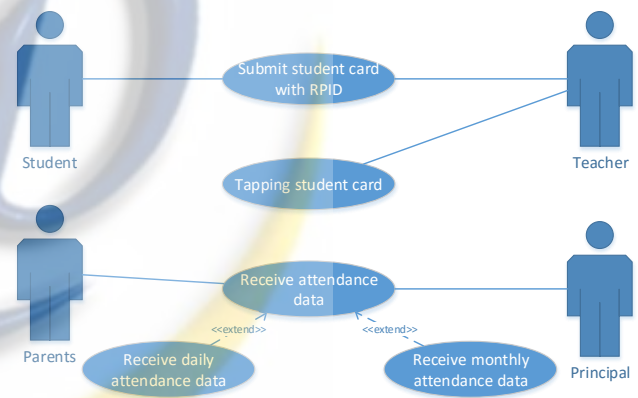 Submit student card
with RPID
Student
Teacher
Tapping student card
Receive attendance
data
<<extend>>
<<extend>>
Parents
Receive daily
attendance data
Receive monthly
attendance data
Principal